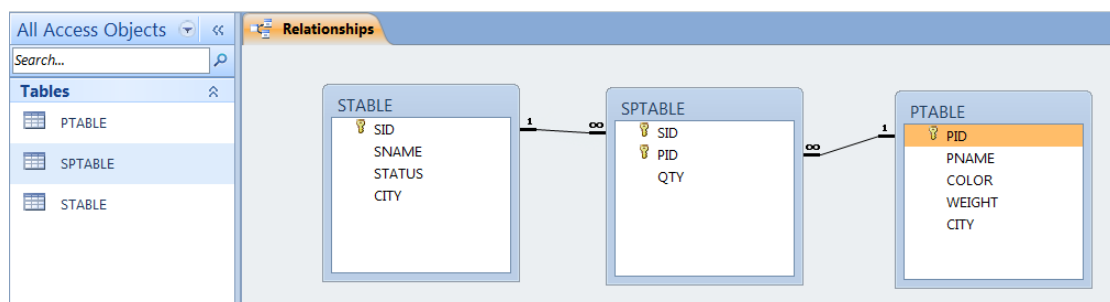 All Access Objects
Search...
Tables
PTABLE
SPTABLE
STABLE
Relationships
STABLE
SID
SNAME
STATUS
CITY
1
∞
SPTABLE
SID
PID
QTY
∞
1
PTABLE
PID
PNAME
COLOR
WEIGHT
CITY